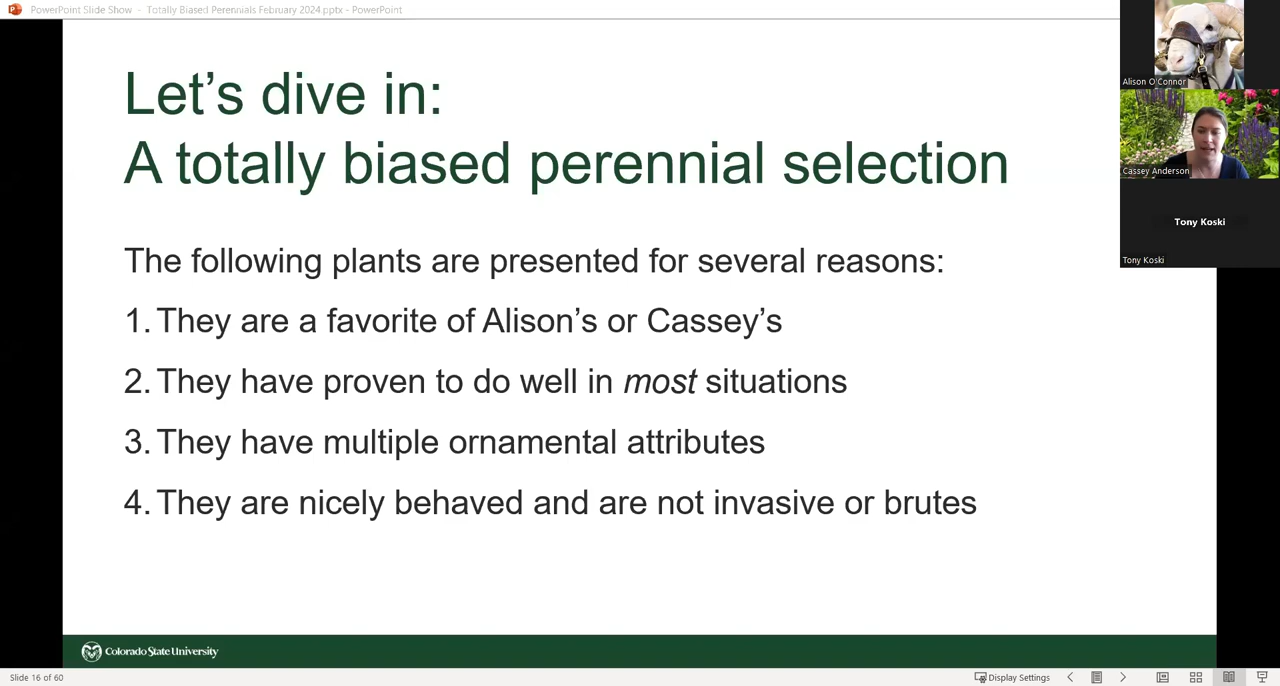 PowerPoint Slide Show - Totally Biased Perennials February 2024.pptx - PowerPoint
Let's dive in:
A totally biased perennial selection
The following plants are presented for several reasons:
1. They are a favorite of Alison's or Cassey's
2. They have proven to do well in most situations
3. They have multiple ornamental attributes
4. They are nicely behaved and are not invasive or brutes
Alison O'Connor
Cassey Anderson
Tony Koski
Tony Koski
Colorado State University
Slide 16 of 60
Display Settings